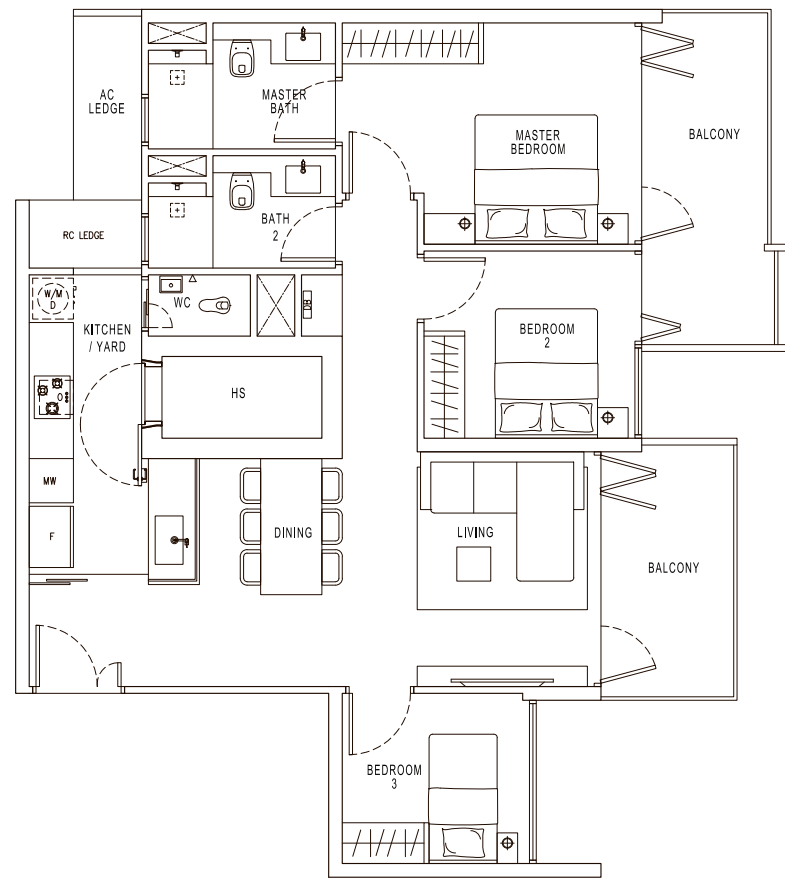 AC
LEDGE
MASTER
BATH
MASTER
BEDROOM
BALCONY
RC LEDGE
BATH
2
W/M
D
WC
DB
KITCHEN
/ YARD
BEDROOM
2
HS
MW
F
DINING
LIVING
BALCONY
BEDROOM
3